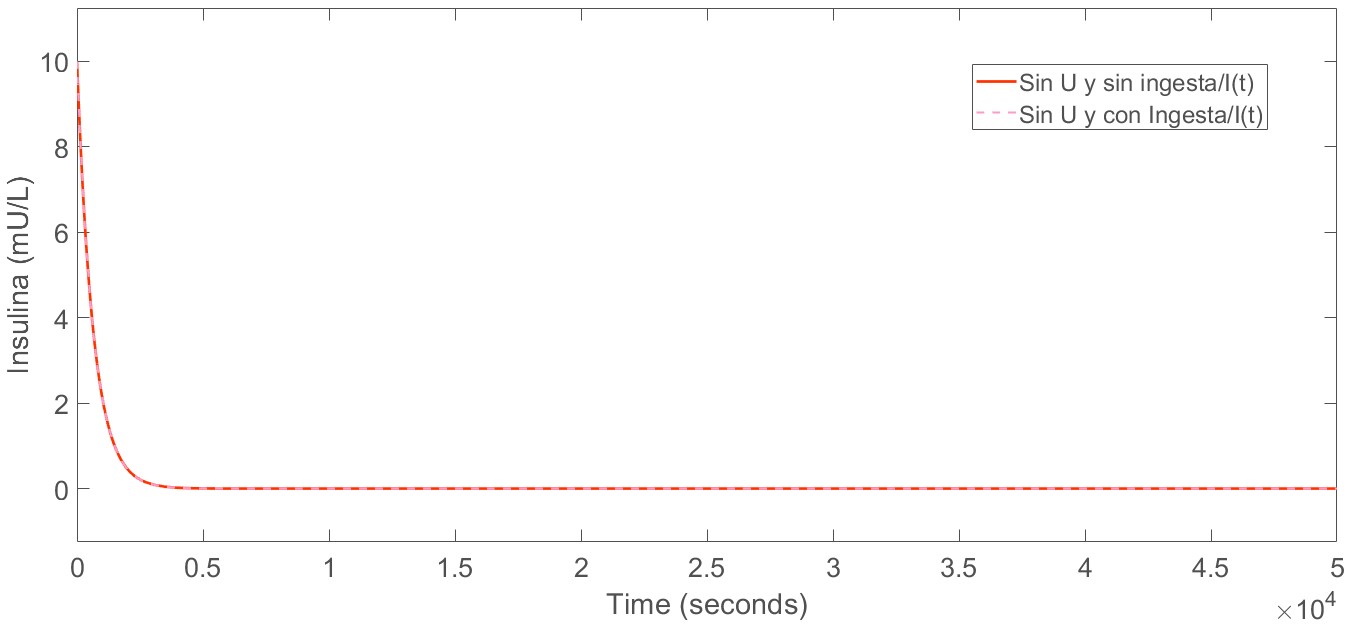 10
8
6
4
2
0
Insulina (mU/L)
Sin U y sin ingesta/I(t)
Sin U y con Ingesta/I(t)
0 0.5 1 1.5 2 2.5 3 3.5 4 4.5 5
Time (seconds)
×10^4